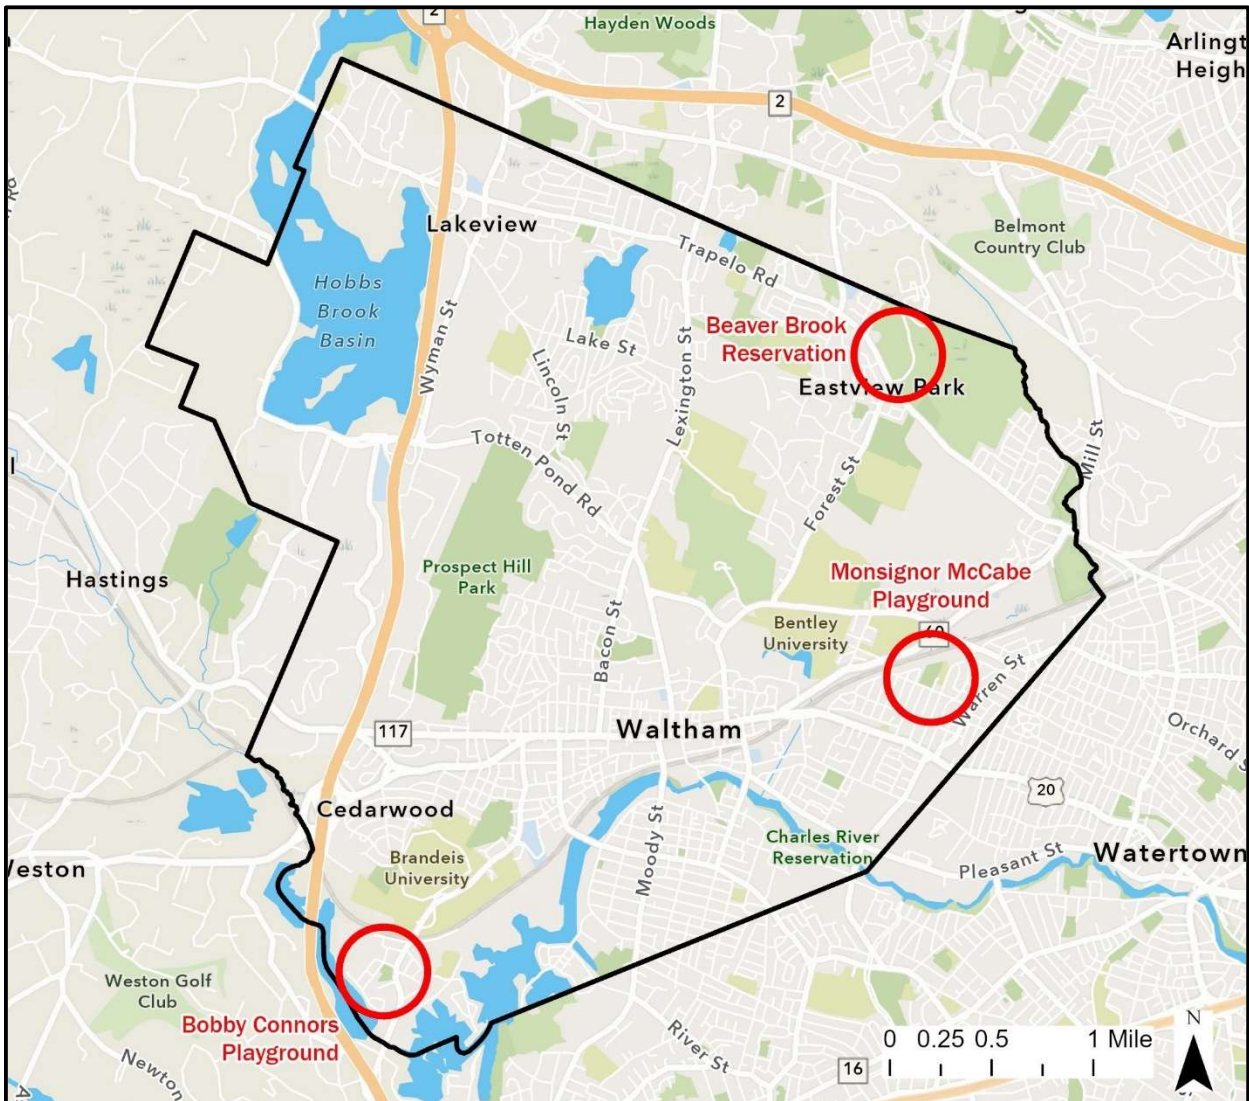 2
Hayden Woods
Arlingt
Heigh
2
Belmont
Country Club
Lakeview
Trapelo Rd
Hobbs
Brook
Basin
Wyman St
Lake St
Lincoln St
Lexington St
Beaver Brook
Reservation
Eastview Park
Totten Pond Rd
Forest St
Mill St
Hastings
Prospect Hill
Park
Monsignor McCabe
Playground
Bacon St
Bentley
University
60
Warren St
117
Waltham
Orchard S
20
Cedarwood
Moody St
Charles River
Reservation
Pleasant St
Watertown
Weston
Brandeis
University
Weston Golf
Club
Bobby Connors
Playground
River St
Newton
16
0 0.25 0.5 1 Mile
N